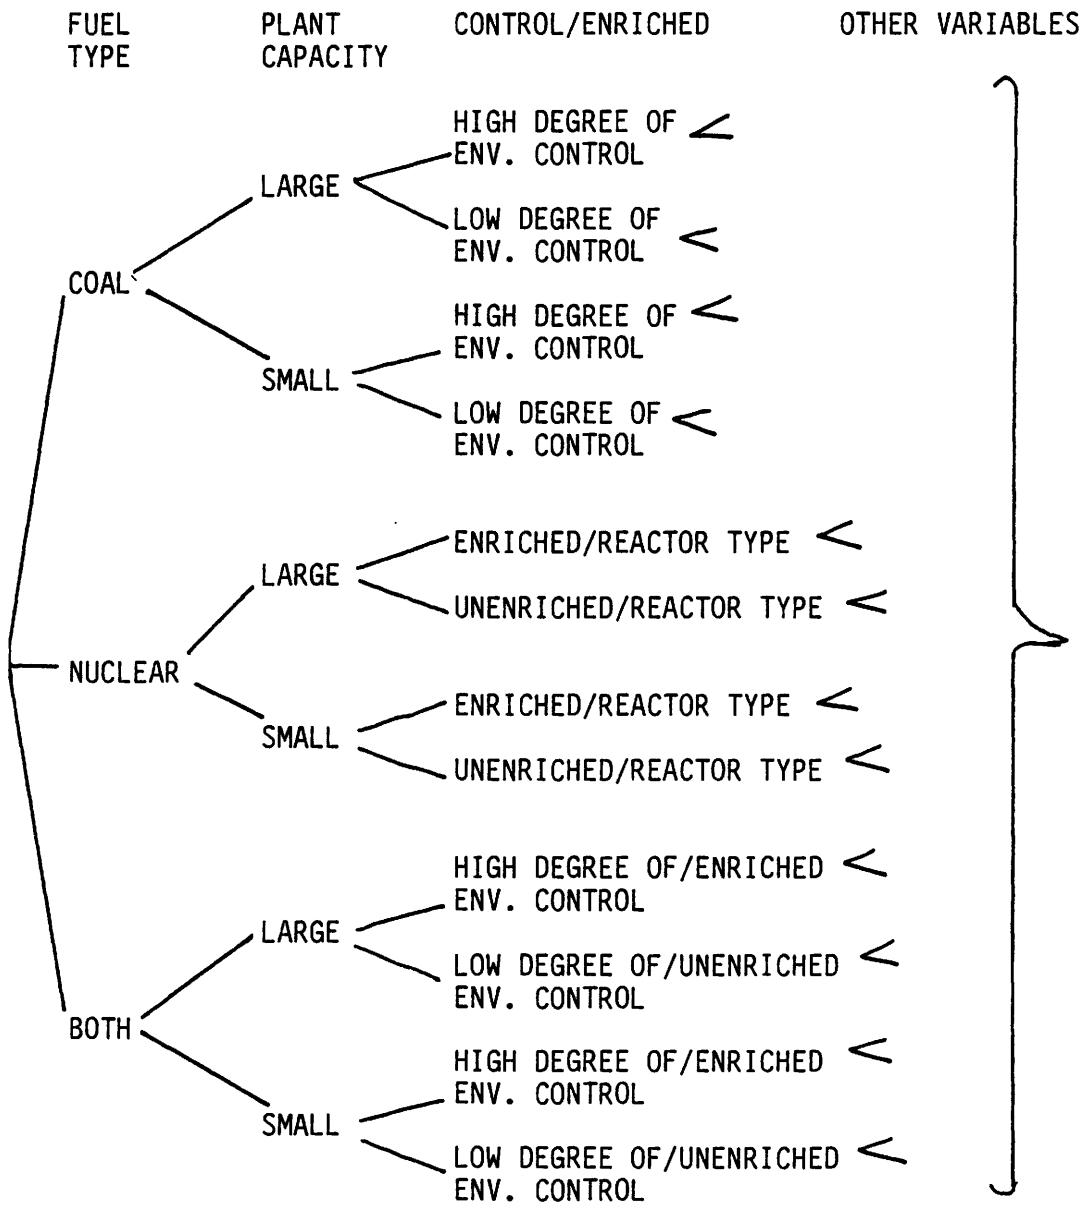 FUEL TYPE
PLANT CAPACITY
CONTROL/ENRICHED
OTHER VARIABLES
HIGH DEGREE OF
ENV. CONTROL
LARGE
LOW DEGREE OF
ENV. CONTROL
COAL
HIGH DEGREE OF
ENV. CONTROL
SMALL
LOW DEGREE OF
ENV. CONTROL
ENRICHED/REACTOR TYPE
LARGE
UNENRICHED/REACTOR TYPE
NUCLEAR
ENRICHED/REACTOR TYPE
SMALL
UNENRICHED/REACTOR TYPE
HIGH DEGREE OF/ENRICHED
ENV. CONTROL
LARGE
LOW DEGREE OF/UNENRICHED
ENV. CONTROL
BOTH
HIGH DEGREE OF/ENRICHED
ENV. CONTROL
SMALL
LOW DEGREE OF/UNENRICHED
ENV. CONTROL